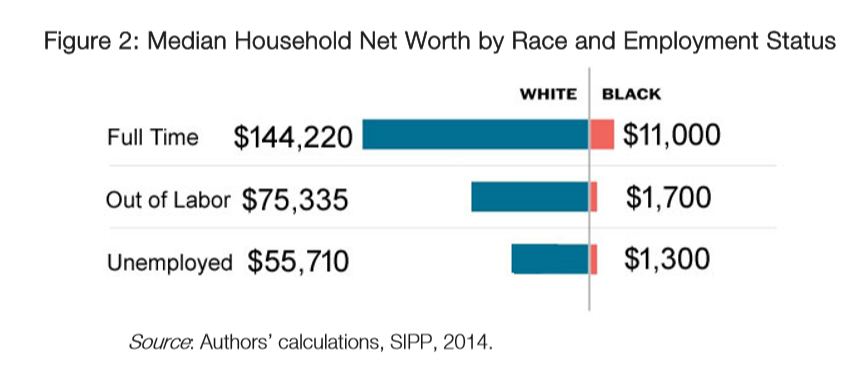 Figure 2: Median Household Net Worth by Race and Employment Status
WHITE BLACK
Full Time $144,220 $11,000
Out of Labor $75,335 $1,700
Unemployed $55,710 $1,300
Source: Authors’ calculations, SIPP, 2014.